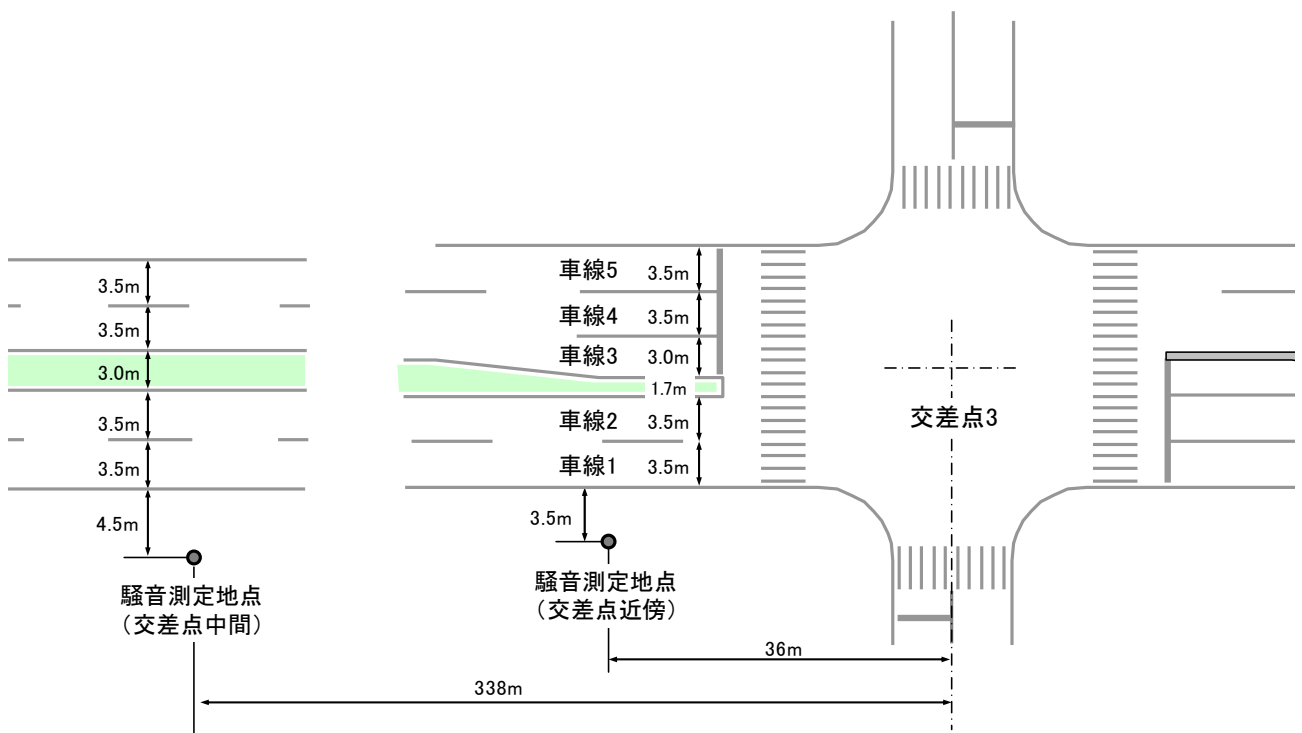 3.5m
3.5m
3.0m
3.5m
3.5m
4.5m
騒音測定地点
（交差点中間）
車線5
3.5m
車線4
3.5m
車線3
3.0m
1.7m
車線2
3.5m
車線1
3.5m
3.5m
騒音測定地点
（交差点近傍）
交差点3
36m
338m